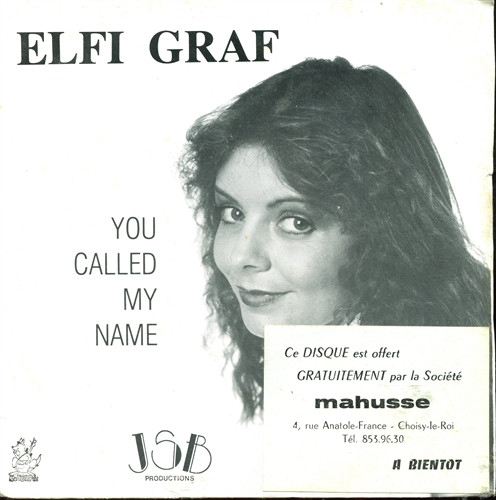 ELFI GRAF
YOU
CALLED
MY
NAME
Ce DISQUE est offert
GRATUITEMENT par la Société
mahusse
4, rue Anatole-France - Choisy-le-Roi
Tél. 853.96.30
A BIENTOT
JSB
PRODUCTIONS